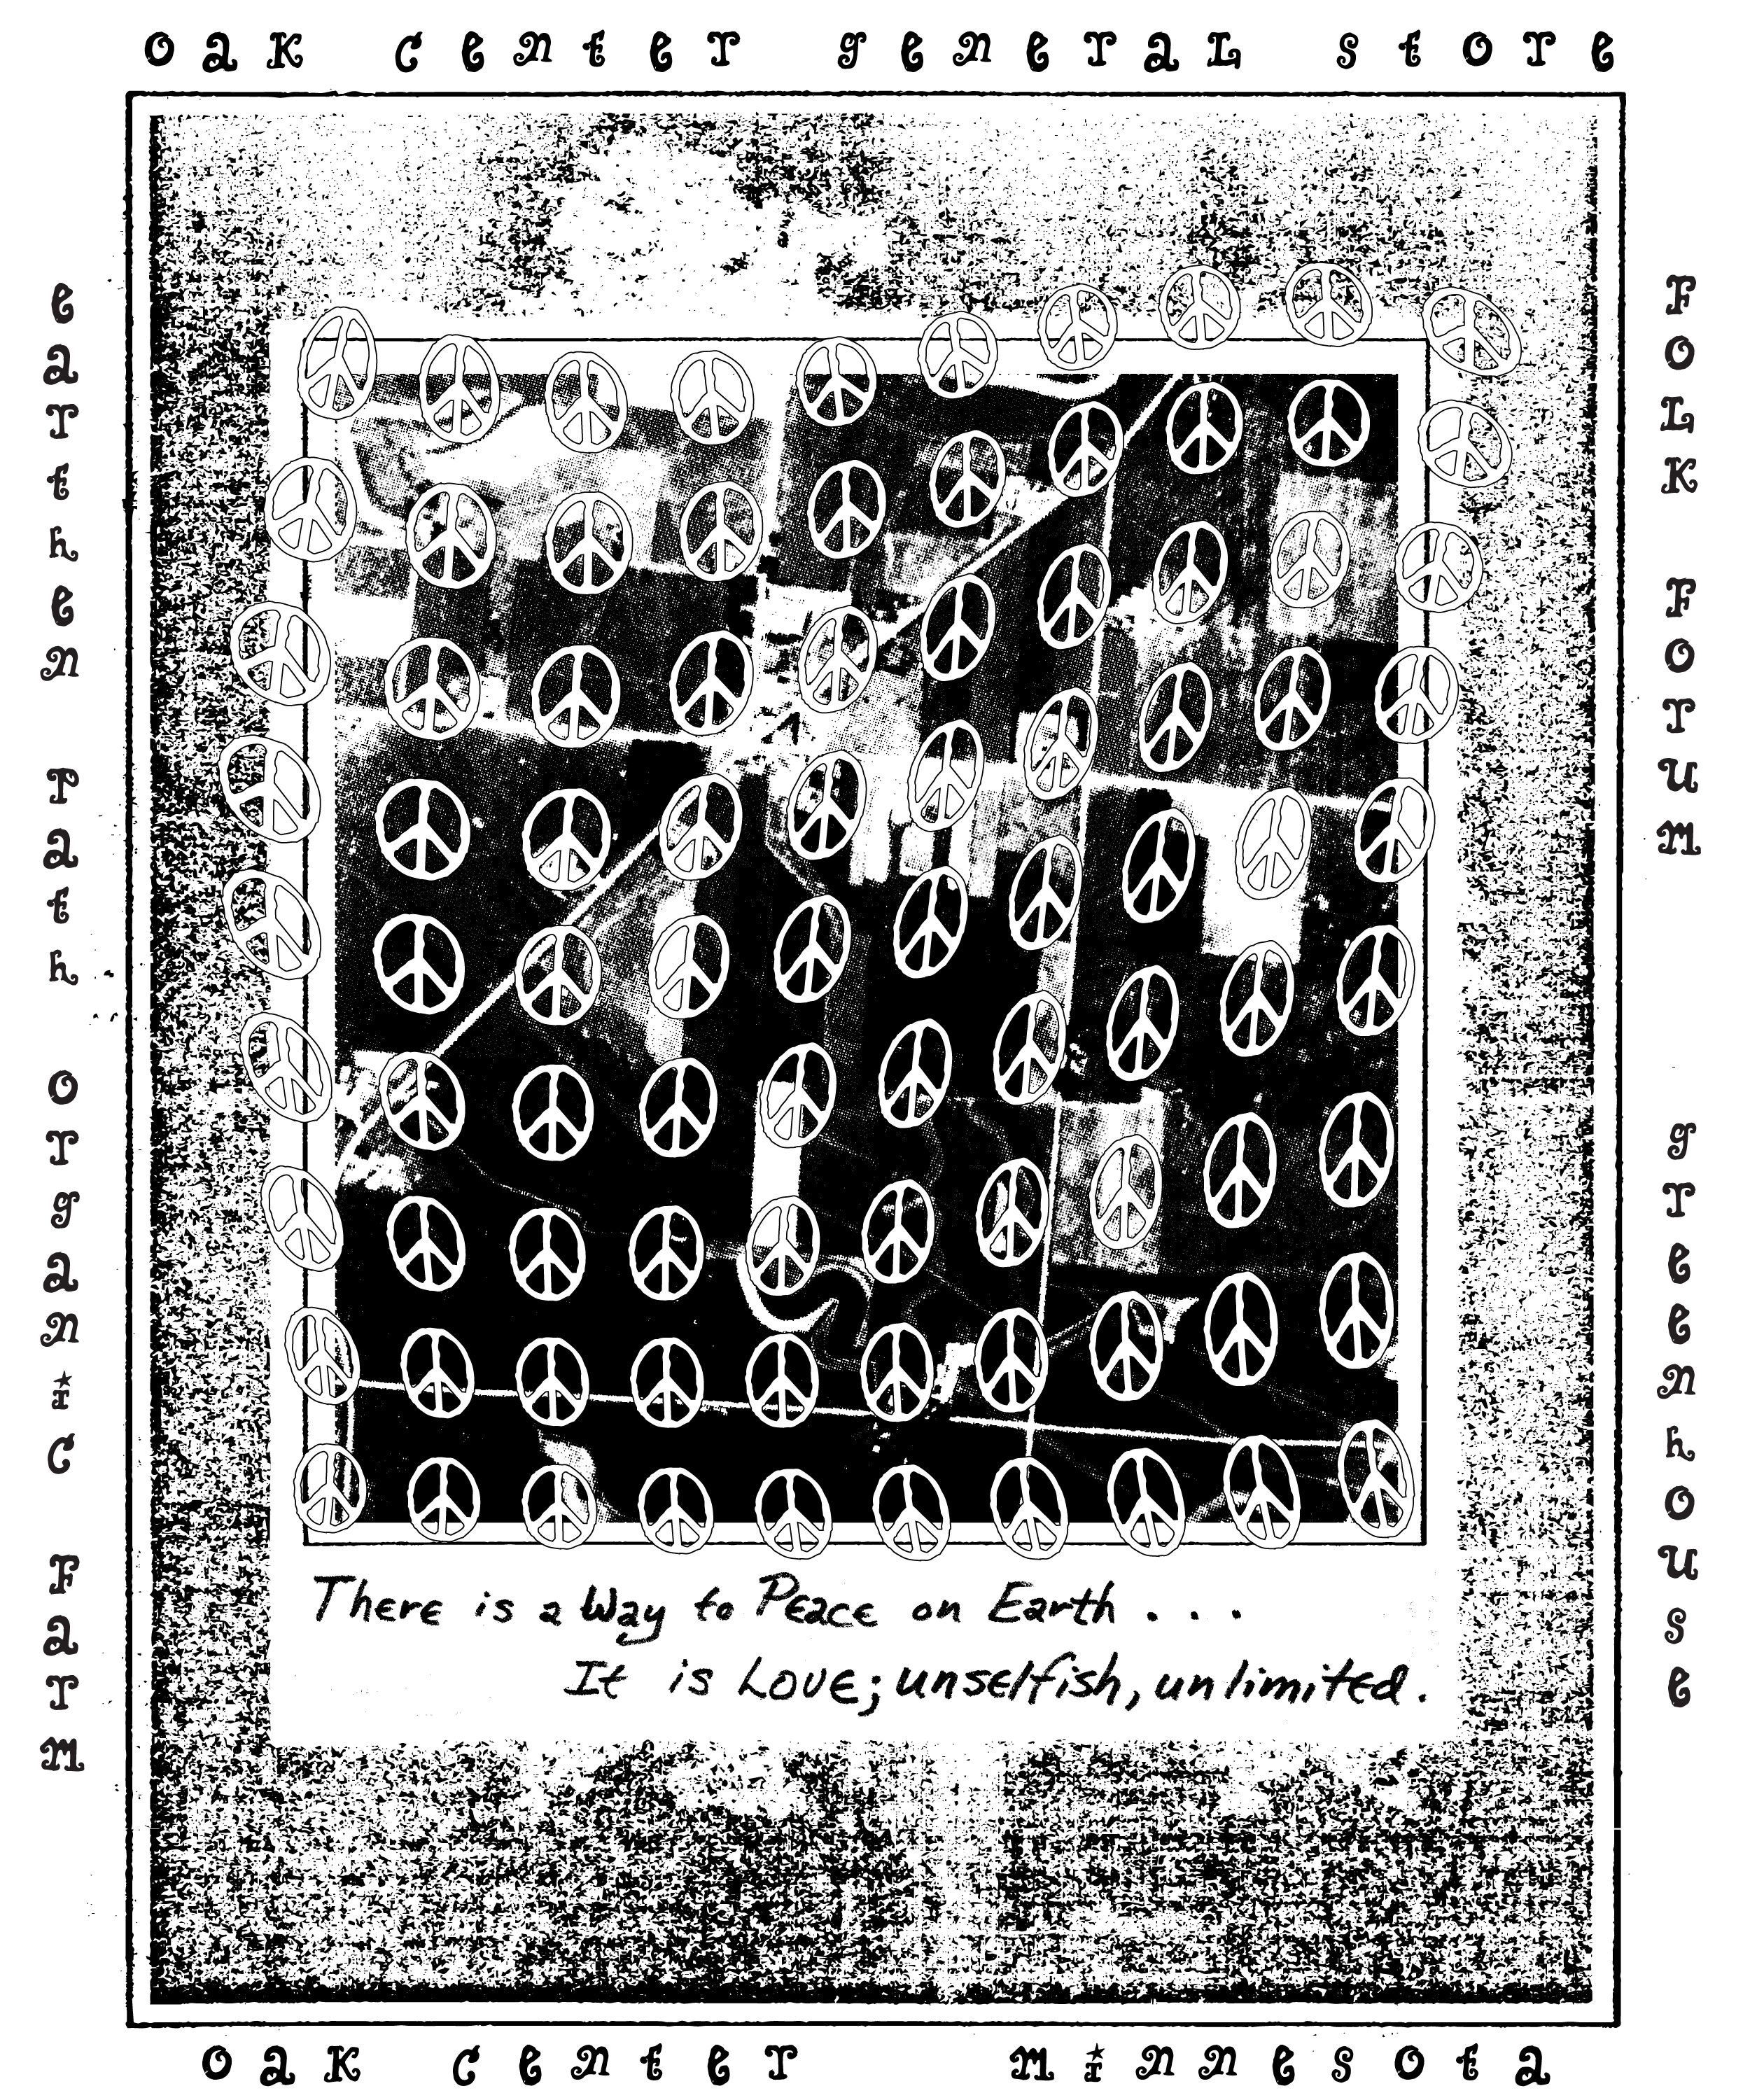 oak center general store
earthen path organic farm
Folk Forum greenhouse
There is a Way to Peace on Earth . . .
It is Love; unselfish, unlimited.
oak center minnesota